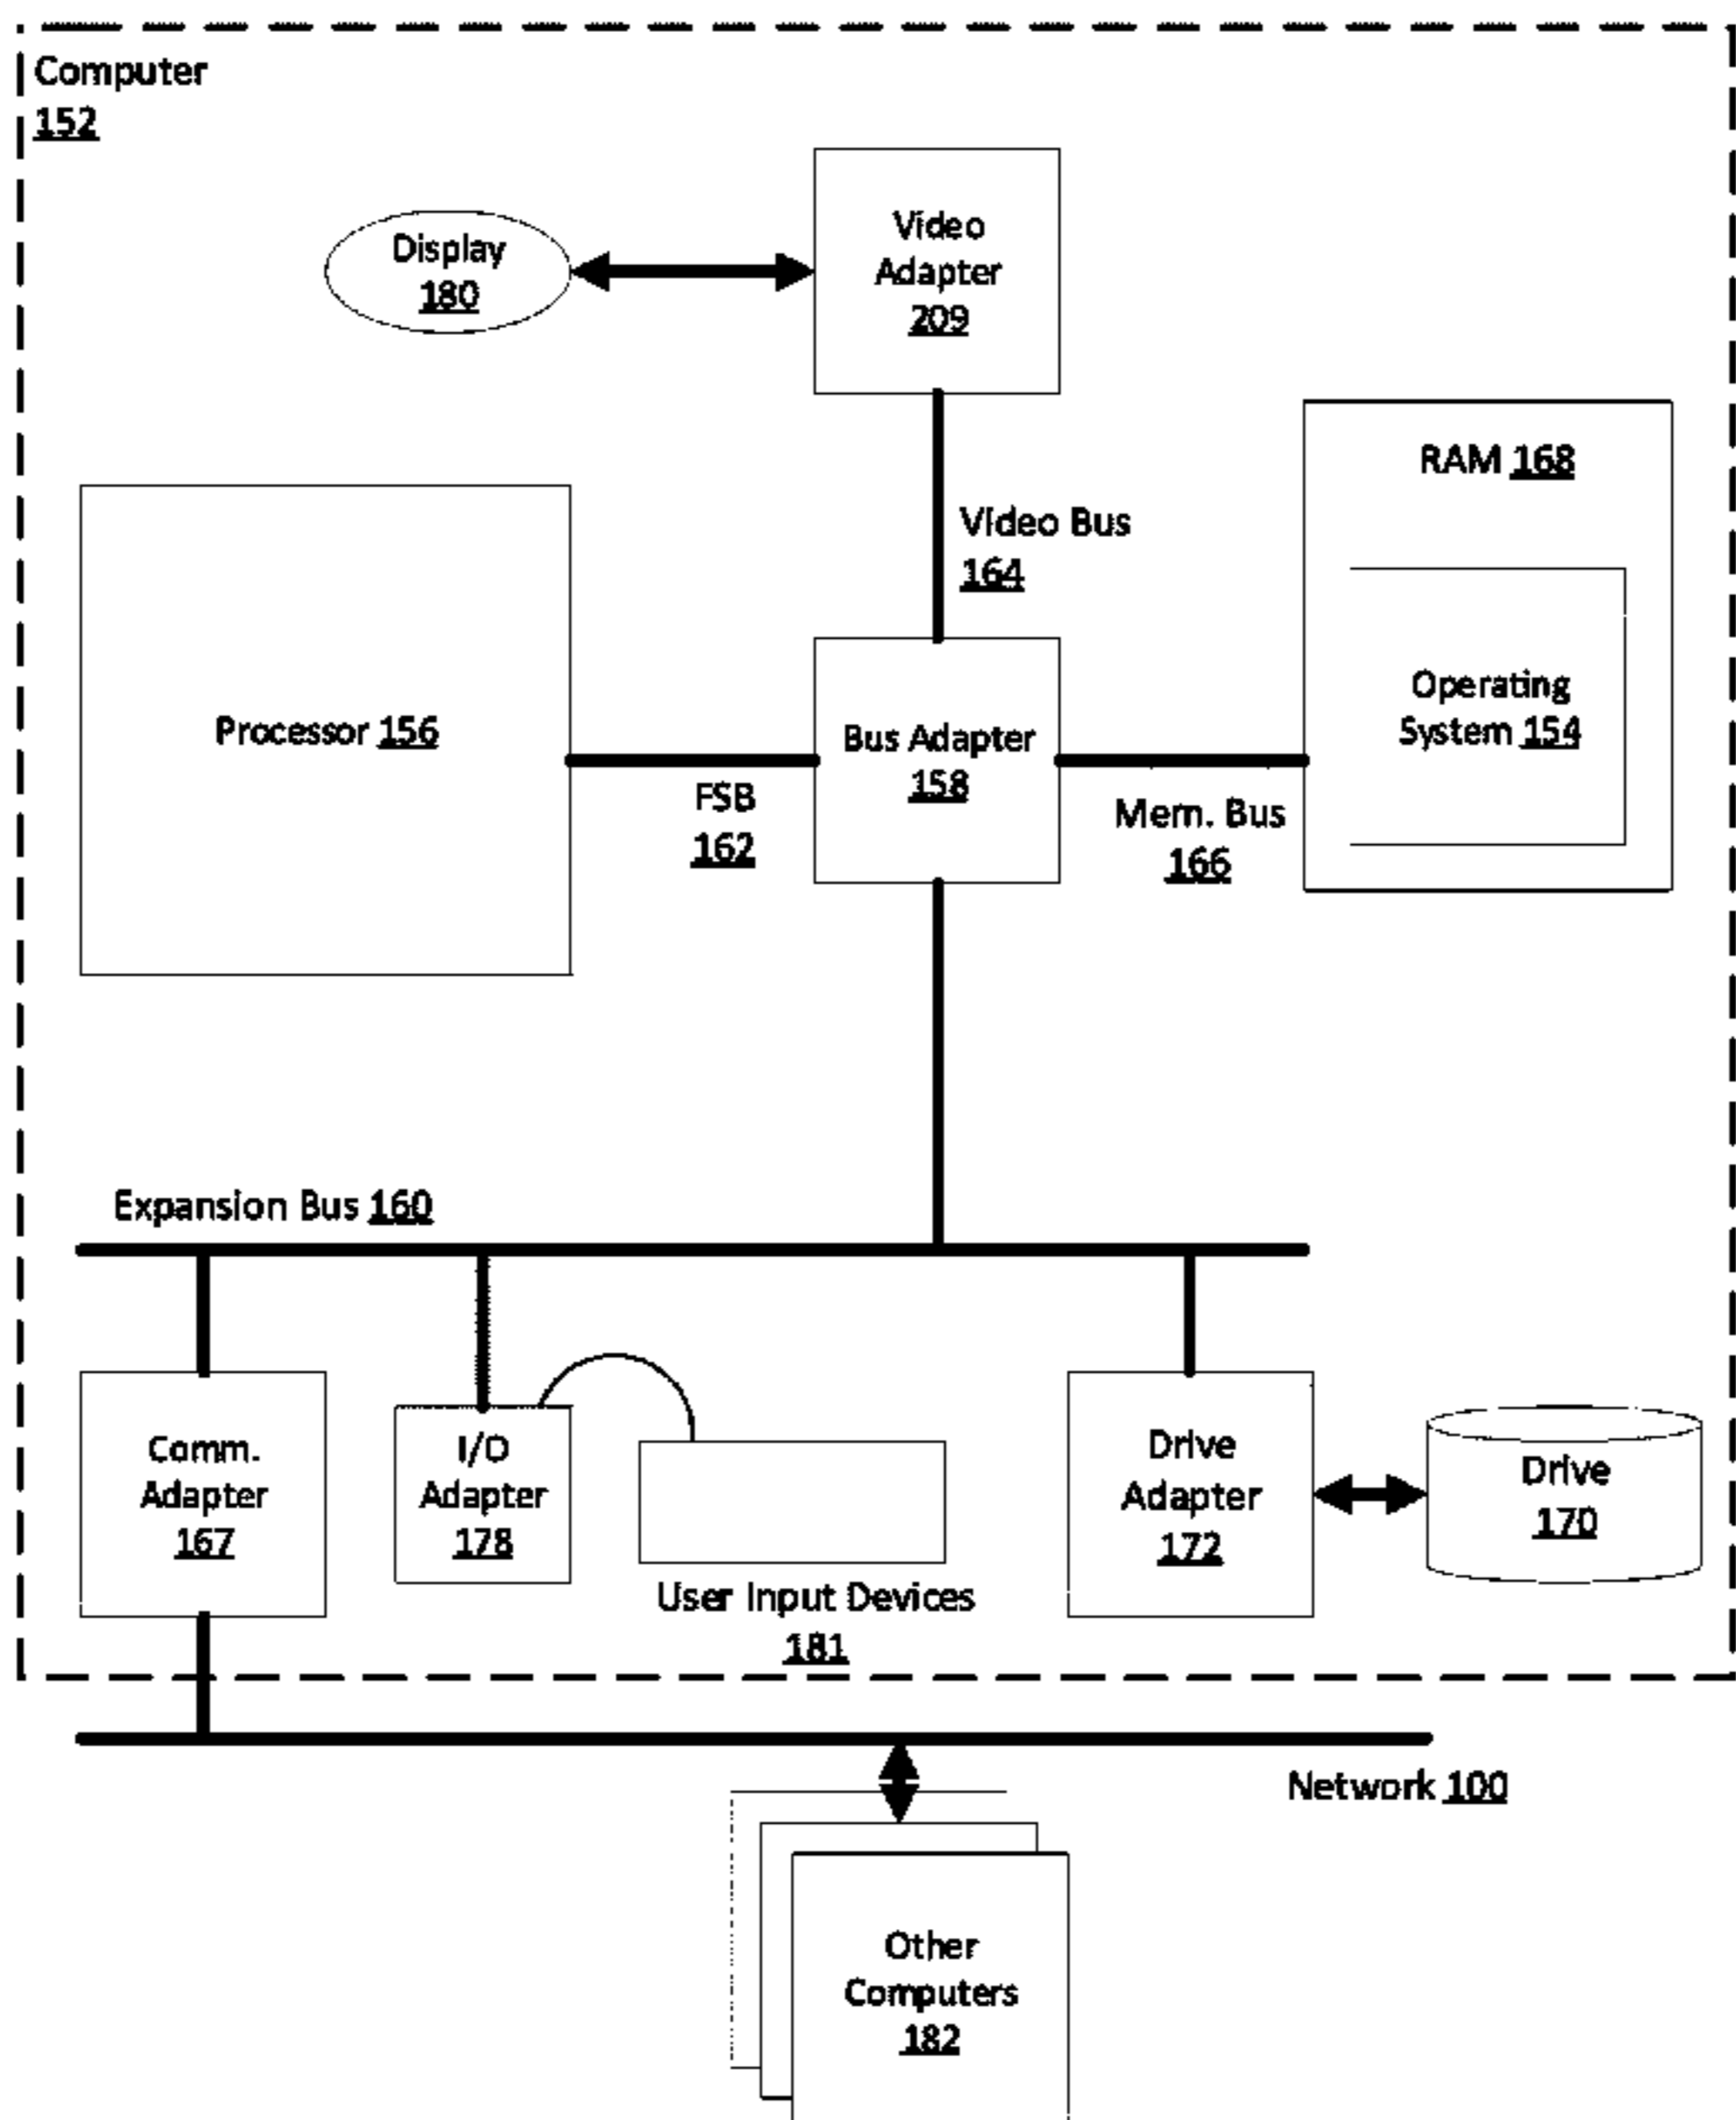 Computer
152
Video
Adapter
209
Display
180
RAM 168
Video Bus
164
Operating
System 154
Processor 156
Bus Adapter
158
FSB
162
Mem. Bus
166
Expansion Bus 160
Comm.
Adapter
167
I/O
Adapter
178
User Input Devices
181
Drive
Adapter
172
Drive
170
Network 100
Other
Computers
182